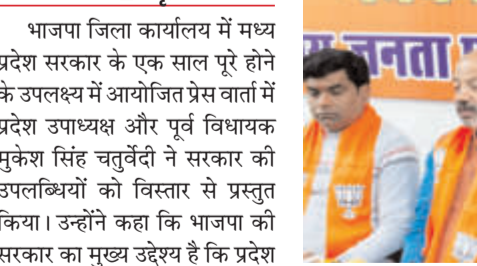 भाजपा जिला कार्यालय में मध्य
प्रदेश सरकार के एक साल पूरे होने
के उपलक्ष्य में आयोजित प्रेस वार्ता में
प्रदेश उपाध्यक्ष और पूर्व विधायक
मुकेश सिंह चतुर्वेदी ने सरकार की
उपलब्धियों को विस्तार से प्रस्तुत
किया। उन्होंने कहा कि भाजपा की
सरकार का मुख्य उद्देश्य है कि प्रदेश
जनता